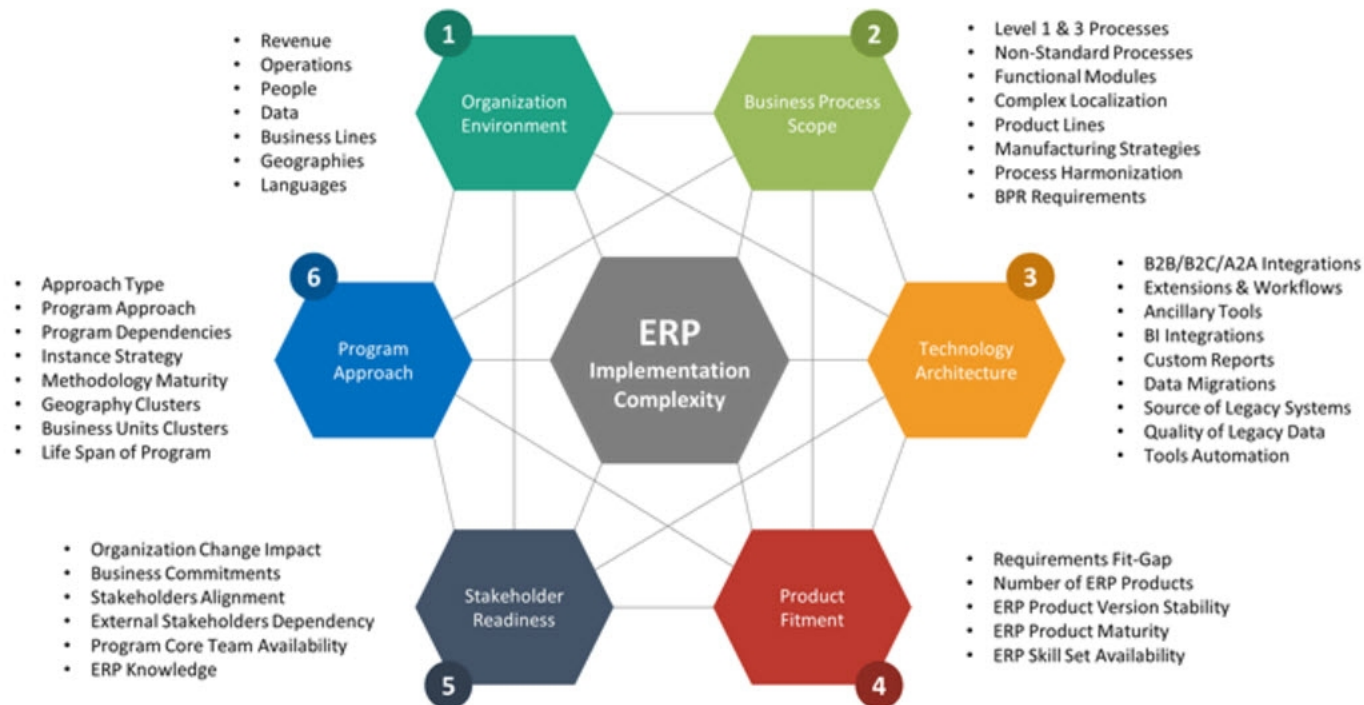 1
Organization
Environment
• Revenue
• Operations
• People
• Data
• Business Lines
• Geographies
• Languages
2
Business Process
Scope
• Level 1 & 3 Processes
• Non-Standard Processes
• Functional Modules
• Complex Localization
• Product Lines
• Manufacturing Strategies
• Process Harmonization
• BPR Requirements
3
Technology
Architecture
• B2B/B2C/A2A Integrations
• Extensions & Workflows
• Ancillary Tools
• BI Integrations
• Custom Reports
• Data Migrations
• Source of Legacy Systems
• Quality of Legacy Data
• Tools Automation
ERP
Implementation
Complexity
6
Program
Approach
• Approach Type
• Program Approach
• Program Dependencies
• Instance Strategy
• Methodology Maturity
• Geography Clusters
• Business Units Clusters
• Life Span of Program
5
Stakeholder
Readiness
• Organization Change Impact
• Business Commitments
• Stakeholders Alignment
• External Stakeholders Dependency
• Program Core Team Availability
• ERP Knowledge
4
Product
Fitment
• Requirements Fit-Gap
• Number of ERP Products
• ERP Product Version Stability
• ERP Product Maturity
• ERP Skill Set Availability